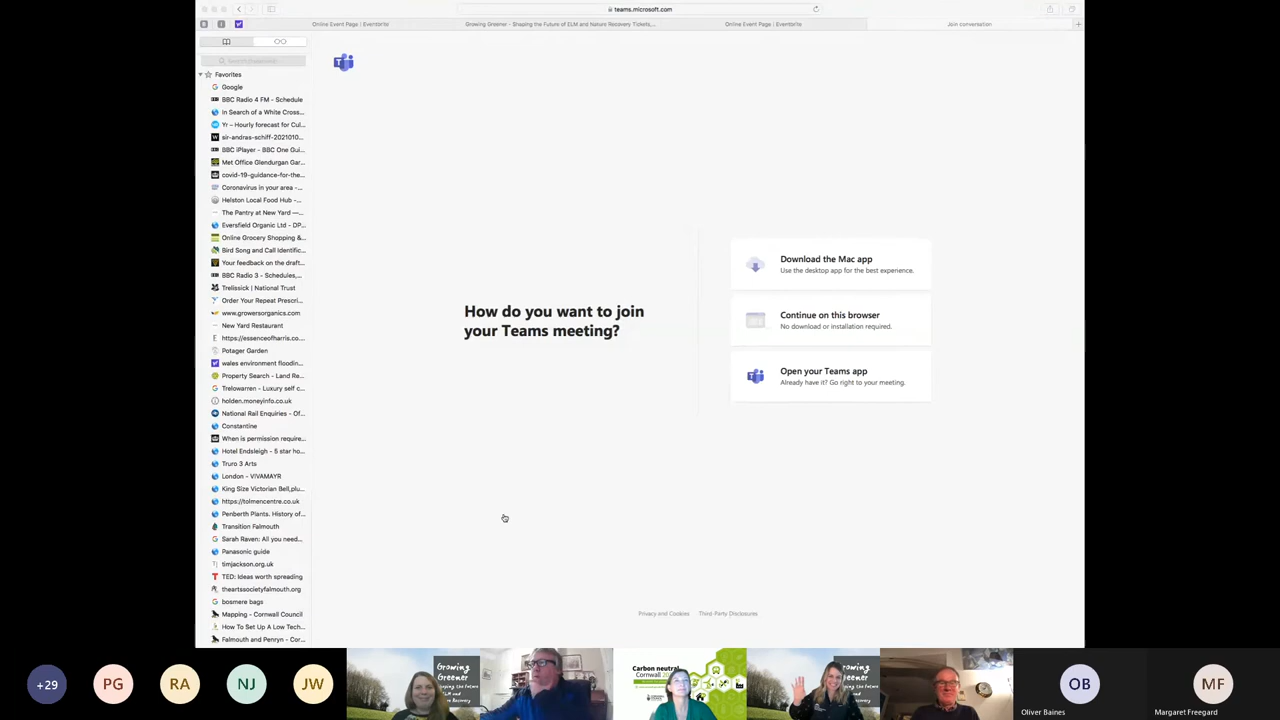 teams.microsoft.com
Online Event Page | Eventbrite
Growing Greener - Shaping the Future of ELM and Nature Recovery Tickets,...
Online Event Page | Eventbrite
Join conversation
Favorites
Google
BBC Radio 4 FM - Schedule
In Search of a White Cross...
Yr – Hourly forecast for Cul...
sir-andras-schiff-2021010...
BBC iPlayer - BBC One Gui...
Met Office Glendurgan Gar...
covid-19-guidance-for-the...
Coronavirus in your area -...
Helston Local Food Hub -...
The Pantry at New Yard —...
Eversfield Organic Ltd - DP...
Online Grocery Shopping &...
Bird Song and Call Identific...
Your feedback on the draft...
BBC Radio 3 - Schedules,...
Trelissick | National Trust
Order Your Repeat Prescri...
www.growersorganics.com
New Yard Restaurant
https://essenceofharris.co....
Potager Garden
wales environment floodin...
Property Search - Land Re...
Trelowarren - Luxury self c...
holden.moneyinfo.co.uk
National Rail Enquiries - Of...
Constantine
When is permission require...
Hotel Endsleigh - 5 star ho...
Truro 3 Arts
London - VIVAMAYR
King Size Victorian Bell,plu...
https://tolmencentre.co.uk
Penberth Plants. History of...
Transition Falmouth
Sarah Raven: All you need...
Panasonic guide
timjackson.org.uk
TED: Ideas worth spreading
theartssocietyfalmouth.org
bosmere bags
Mapping - Cornwall Council
How To Set Up A Low Tech...
Falmouth and Penryn - Cor...
How do you want to join
your Teams meeting?
Download the Mac app
Use the desktop app for the best experience.
Continue on this browser
No download or installation required.
Open your Teams app
Already have it? Go right to your meeting.
Privacy and Cookies
Third-Party Disclosures
+29
PG
RA
NJ
JW
Growing
Greener
Carbon neutral
Cornwall
OB
Oliver Baines
MF
Margaret Freegard